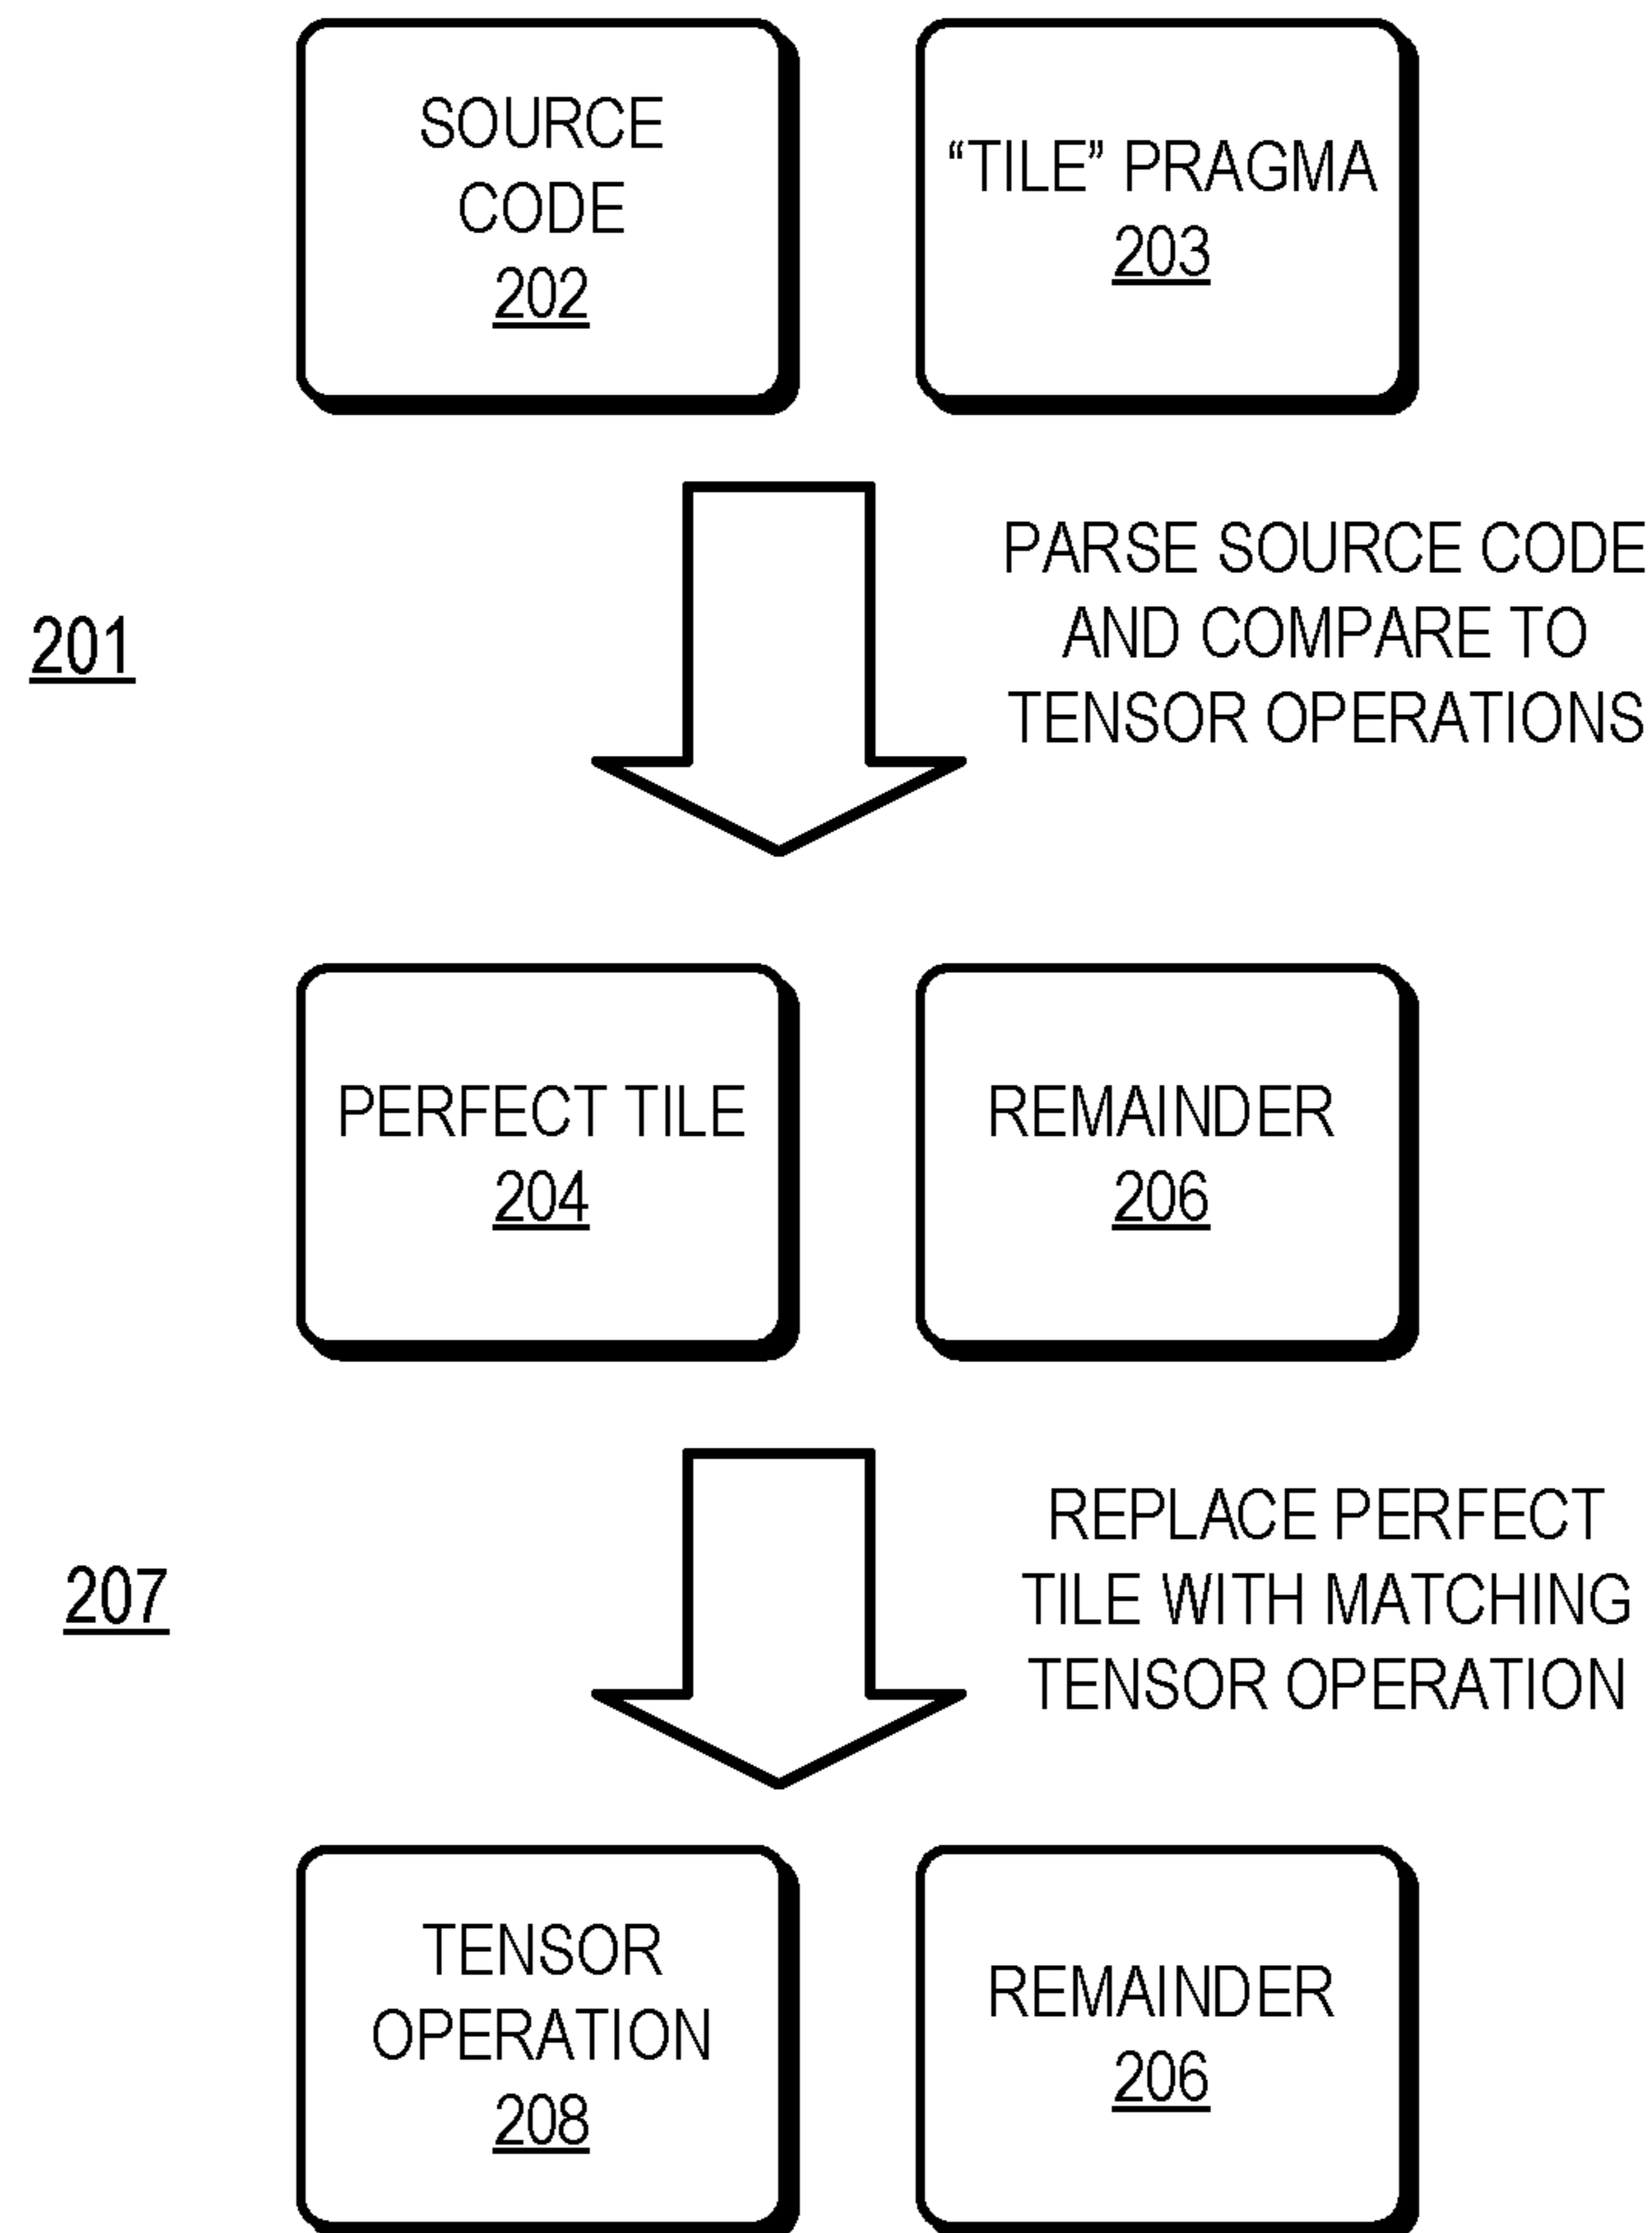 SOURCE
CODE
202
“TILE” PRAGMA
203
201
PARSE SOURCE CODE
AND COMPARE TO
TENSOR OPERATIONS
PERFECT TILE
204
REMAINDER
206
207
REPLACE PERFECT
TILE WITH MATCHING
TENSOR OPERATION
TENSOR
OPERATION
208
REMAINDER
206